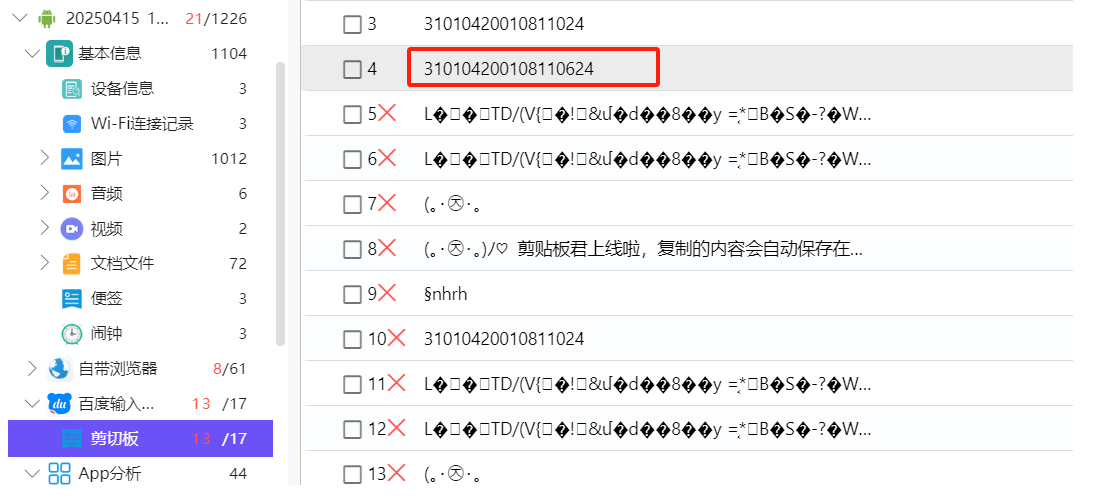 20250415 1... 21/1226
基本信息 1104
设备信息 3
Wi-Fi连接记录 3
图片 1012
音频 6
视频 2
文档文件 72
便签 3
闹钟 3
自带浏览器 8/61
百度输入... 13 /17
剪切板 13 /17
App分析 44
3 31010420010811024
4 310104200108110624
5 L�▯�▯TD/(V{▯�!▯&մ�d��8��y =͓*▯B�S�-?�W...
6 L�▯�▯TD/(V{▯�!▯&մ�d��8��y =͓*▯B�S�-?�W...
7 (｡･㉨･｡
8 (｡･㉨･｡)/♡ 剪贴板君上线啦，复制的内容会自动保存在...
9 §nhrh
10 31010420010811024
11 L�▯�▯TD/(V{▯�!▯&մ�d��8��y =͓*▯B�S�-?�W...
12 L�▯�▯TD/(V{▯�!▯&մ�d��8��y =͓*▯B�S�-?�W...
13 (｡･㉨･｡